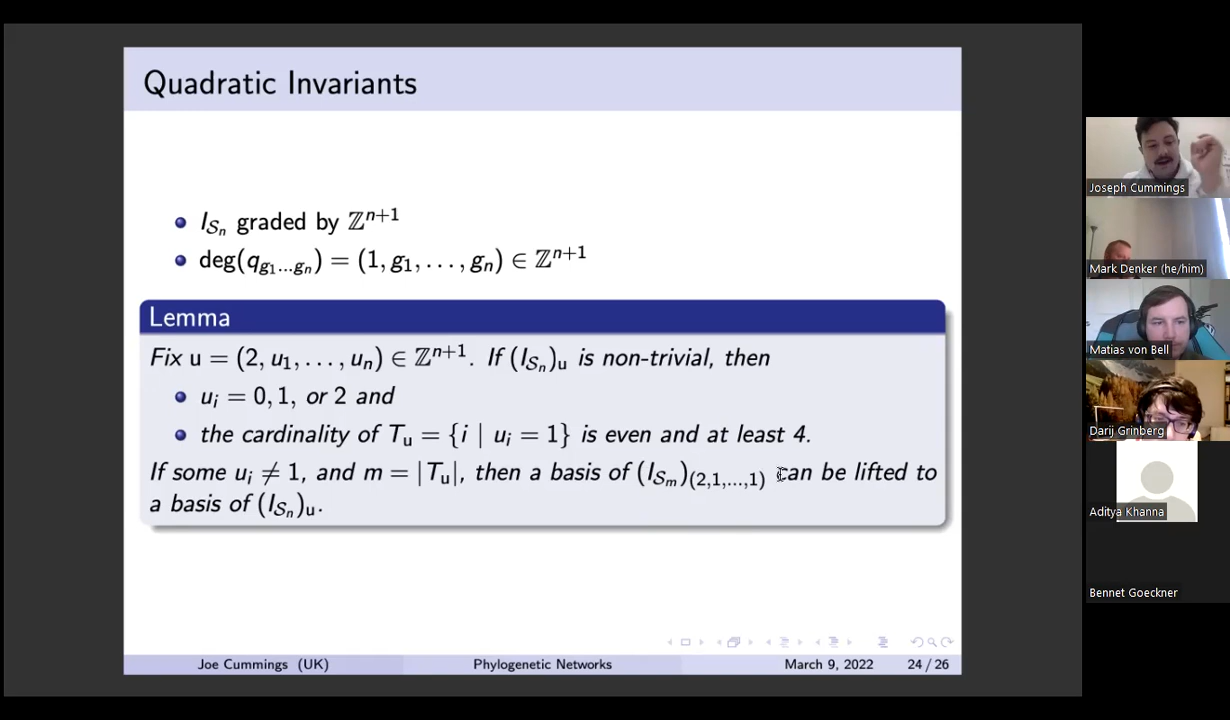 Quadratic Invariants
I_{S_n} graded by ℤ^{n+1}
deg(q_{g_1…g_n}) = (1, g_1, …, g_n) ∈ ℤ^{n+1}
Lemma
Fix u = (2, u_1, …, u_n) ∈ ℤ^{n+1}. If (I_{S_n})_u is non-trivial, then
u_i = 0, 1, or 2 and
the cardinality of T_u = {i | u_i = 1} is even and at least 4.
If some u_i ≠ 1, and m = |T_u|, then a basis of (I_{S_m})_{(2,1,…,1)} can be lifted to
a basis of (I_{S_n})_u.
Joe Cummings (UK) Phylogenetic Networks March 9, 2022 24 / 26
Joseph Cummings
Mark Denker (he/him)
Matias von Bell
Darij Grinberg
Aditya Khanna
Bennet Goeckner